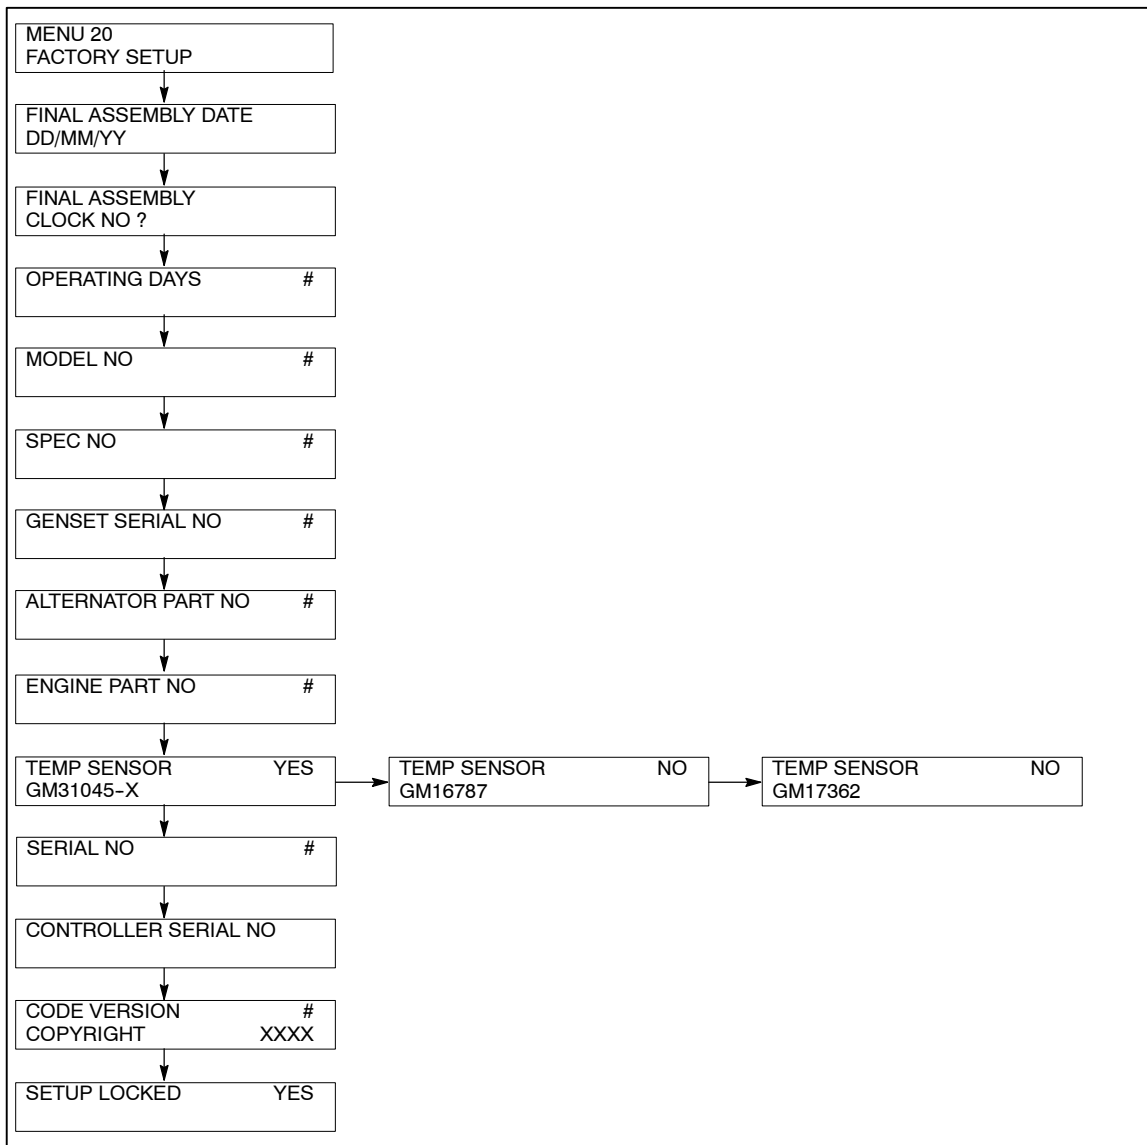 MENU 20
FACTORY SETUP
FINAL ASSEMBLY DATE
DD/MM/YY
FINAL ASSEMBLY
CLOCK NO ?
OPERATING DAYS #
MODEL NO #
SPEC NO #
GENSET SERIAL NO #
ALTERNATOR PART NO #
ENGINE PART NO #
TEMP SENSOR YES
GM31045-X
TEMP SENSOR NO
GM16787
TEMP SENSOR NO
GM17362
SERIAL NO #
CONTROLLER SERIAL NO
CODE VERSION #
COPYRIGHT XXXX
SETUP LOCKED YES